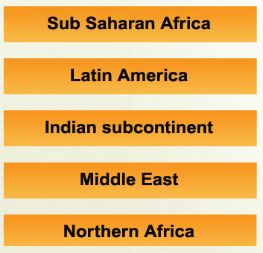 Sub Saharan Africa
Latin America
Indian subcontinent
Middle East
Northern Africa